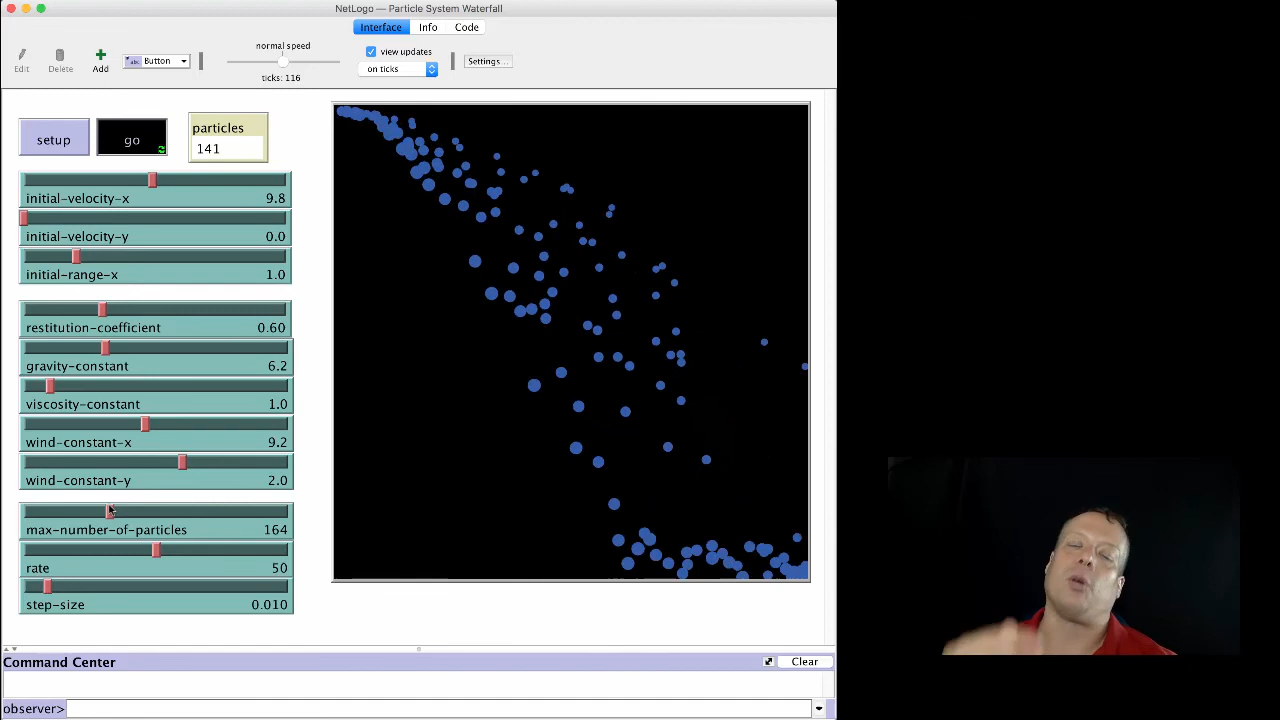 NetLogo — Particle System Waterfall
Interface Info Code
normal speed
view updates
Edit Delete Add abc Button
on ticks
Settings...
ticks: 116
setup
go
particles
141
initial-velocity-x 9.8
initial-velocity-y 0.0
initial-range-x 1.0
restitution-coefficient 0.60
gravity-constant 6.2
viscosity-constant 1.0
wind-constant-x 9.2
wind-constant-y 2.0
max-number-of-particles 164
rate 50
step-size 0.010
Command Center
Clear
observer>